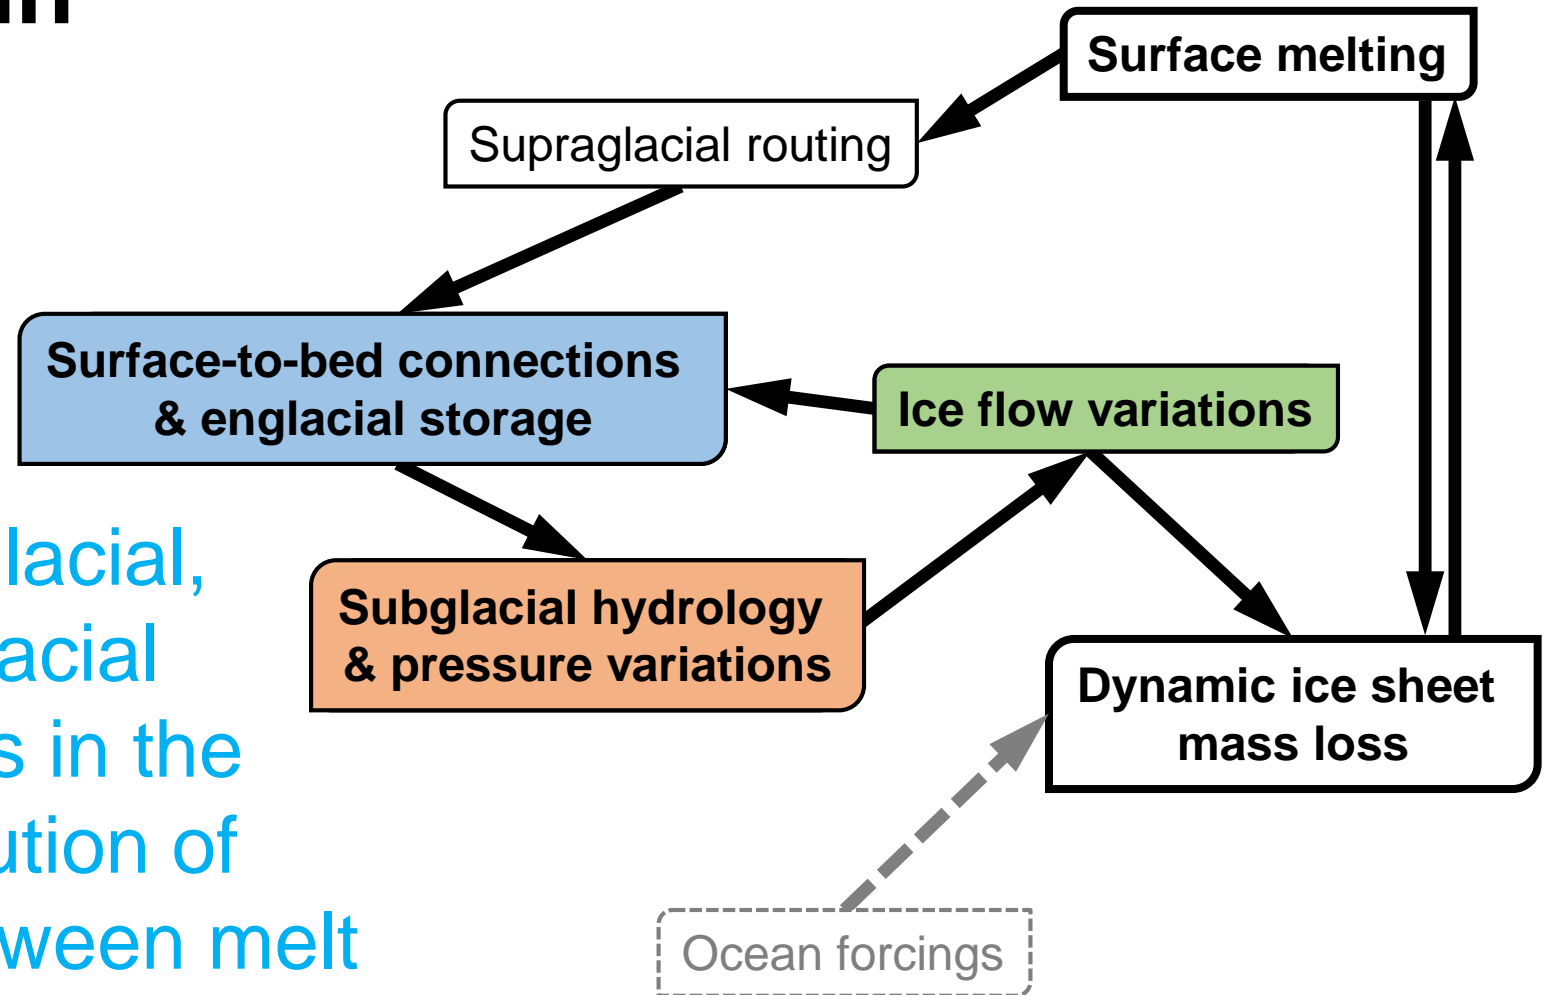 Surface melting
Supraglacial routing
Surface-to-bed connections
& englacial storage
Ice flow variations
Subglacial hydrology
& pressure variations
Dynamic ice sheet
mass loss
Ocean forcings
lacial,
acial
s in the
ution of
ween melt